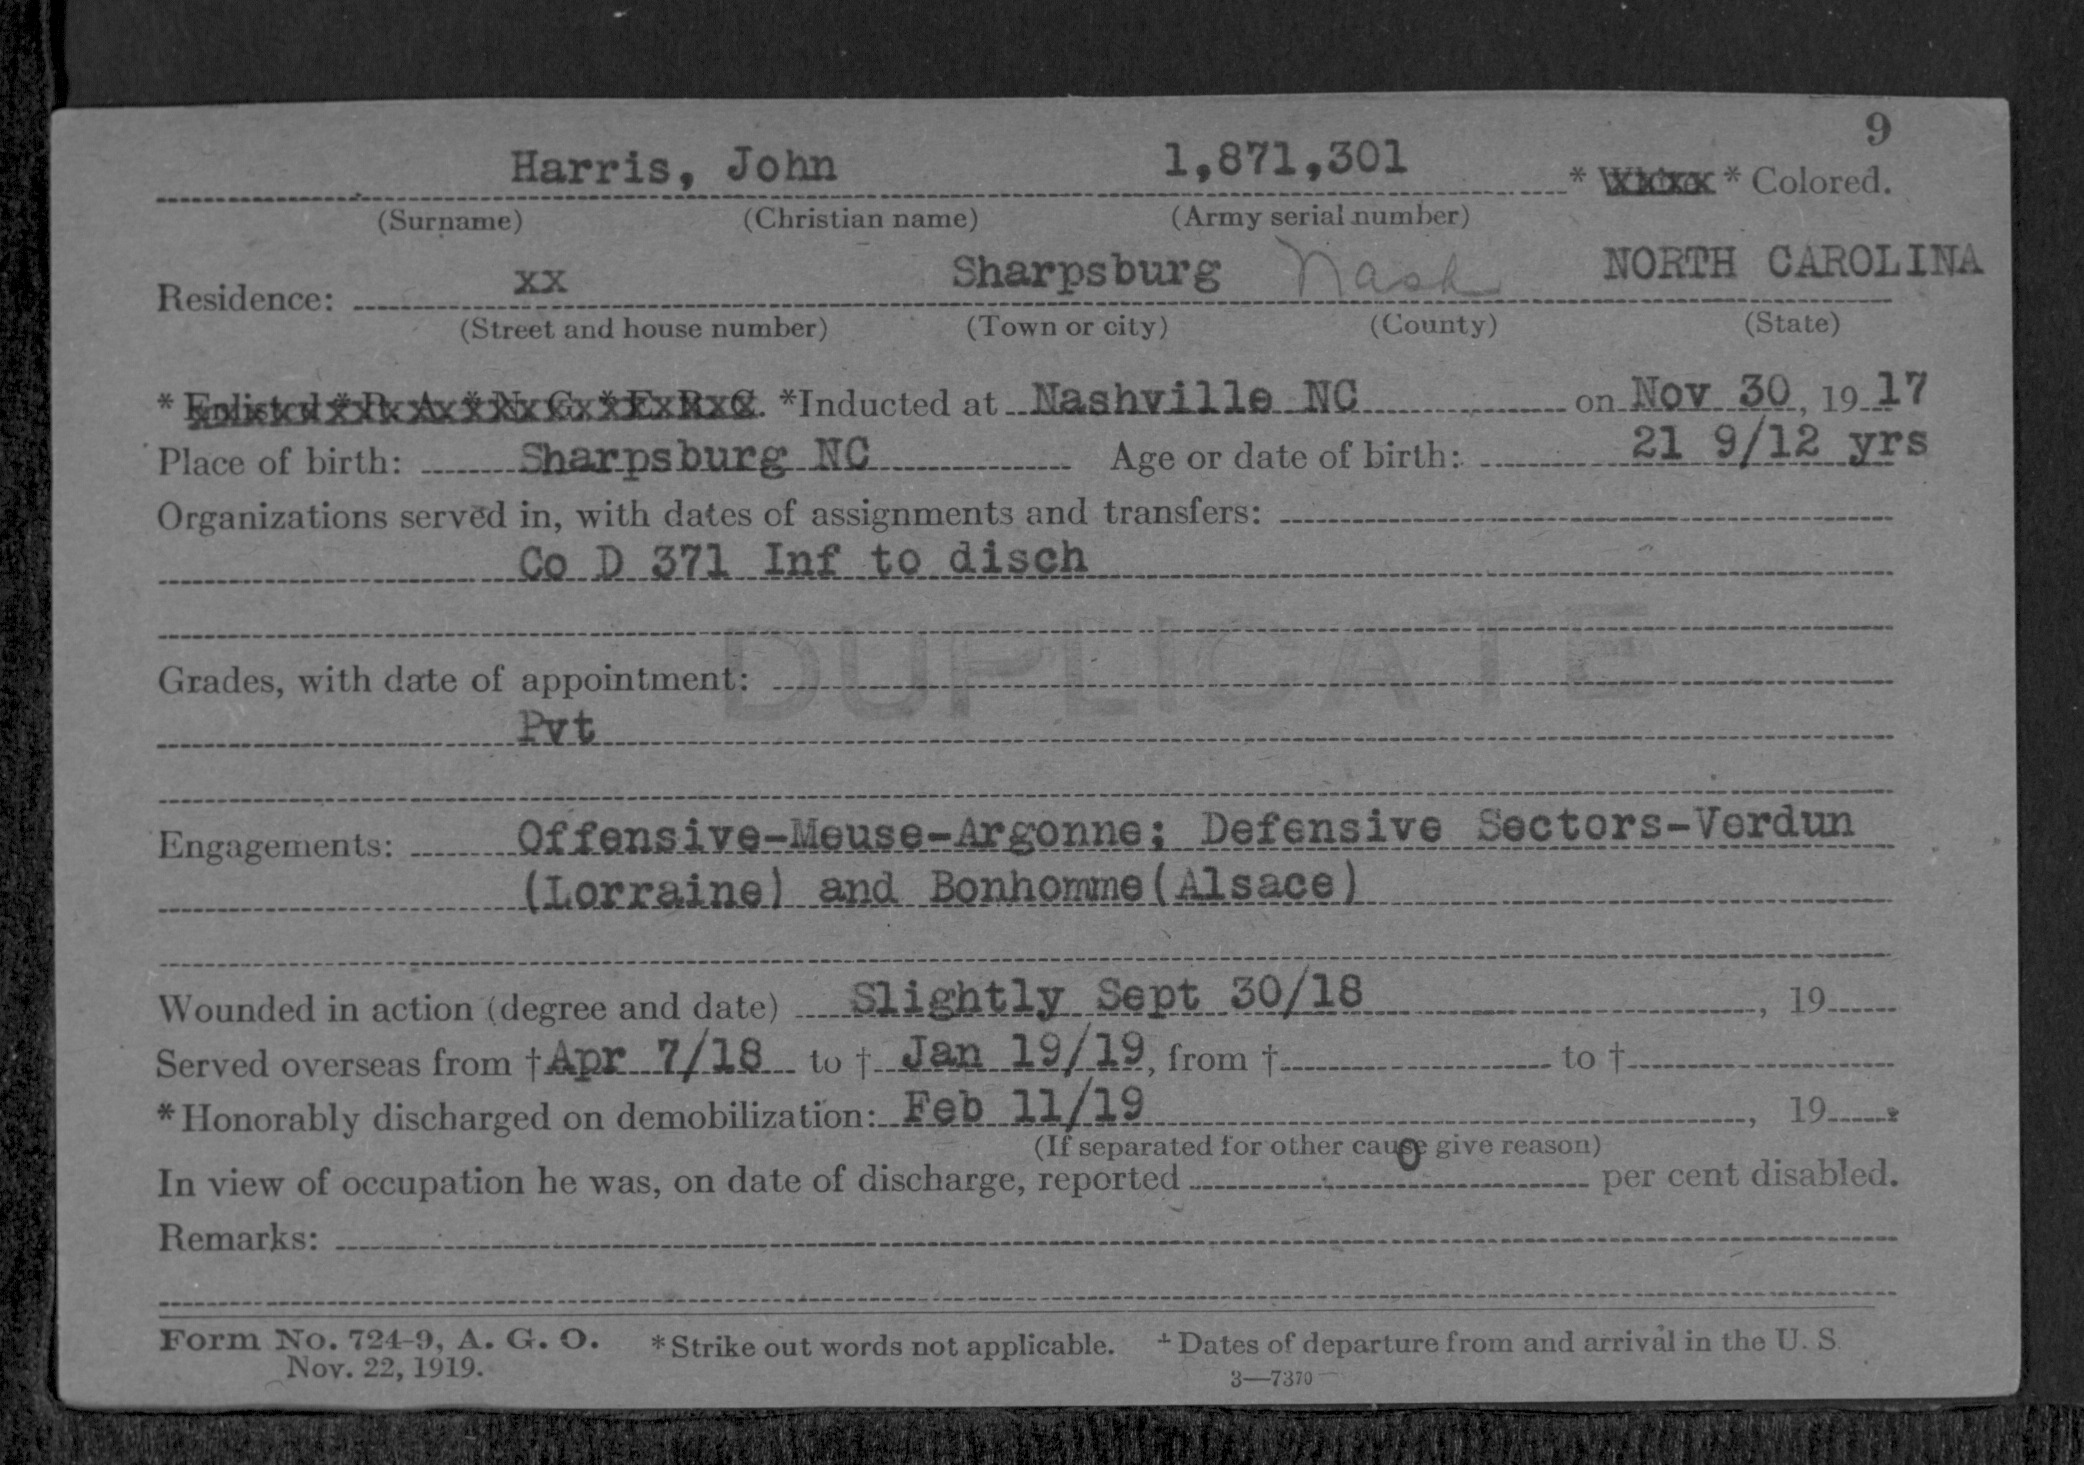 9
Harris, John 1,871,301 * White * Colored.
(Surname) (Christian name) (Army serial number)
Residence: xx Sharpsburg Nash NORTH CAROLINA
(Street and house number) (Town or city) (County) (State)
* Enlisted * R. A. * N. G. * E. R. C. *Inducted at Nashville NC on Nov 30, 19 17
Place of birth: Sharpsburg NC Age or date of birth: 21 9/12 yrs
Organizations served in, with dates of assignments and transfers:
Co D 371 Inf to disch
DUPLICATE
Grades, with date of appointment:
Pvt
Engagements: Offensive-Meuse-Argonne; Defensive Sectors-Verdun
(Lorraine) and Bonhomme(Alsace)
Wounded in action (degree and date) Slightly Sept 30/18, 19
Served overseas from † Apr 7/18 to † Jan 19/19, from † to †
* Honorably discharged on demobilization: Feb 11/19, 19
(If separated for other cause give reason)
In view of occupation he was, on date of discharge, reported 0 per cent disabled.
Remarks:
Form No. 724-9, A. G. O. * Strike out words not applicable. † Dates of departure from and arrival in the U. S.
Nov. 22, 1919. 3—7370